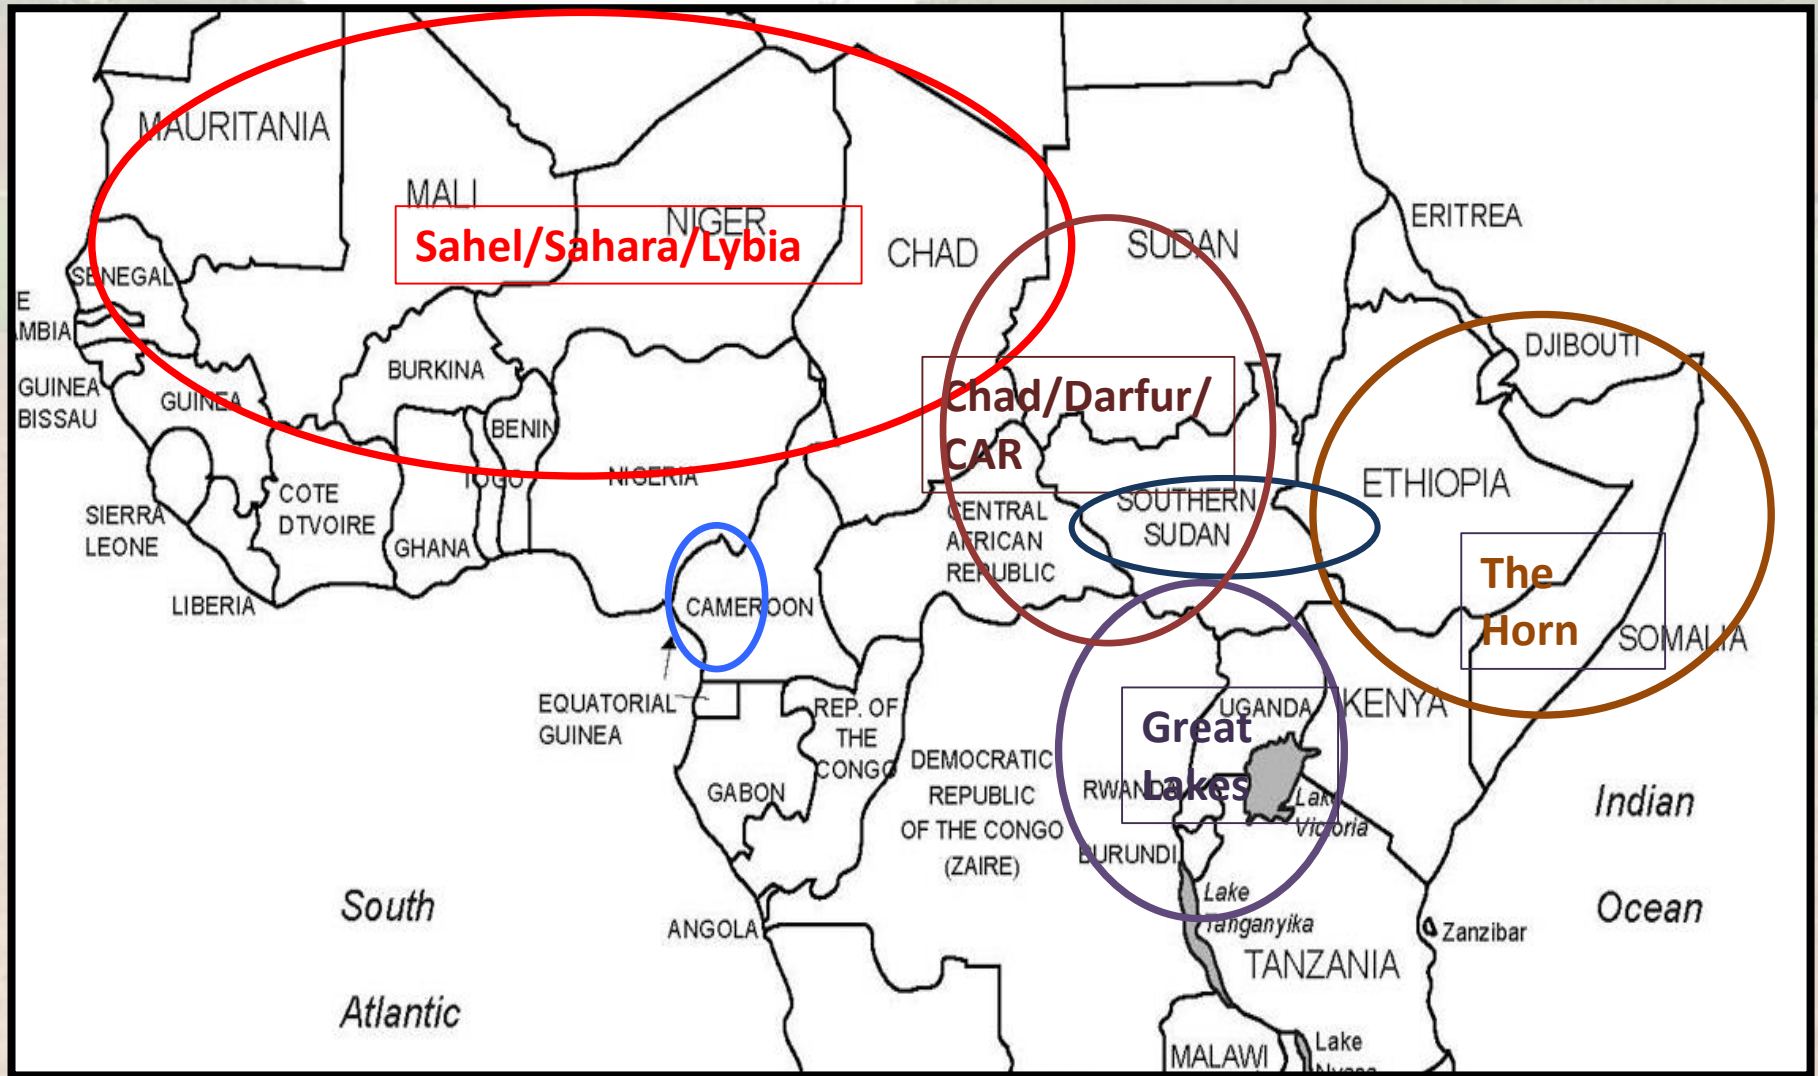 MAURITANIA
MALI
NIGER
CHAD
SUDAN
ERITREA
Sahel/Sahara/Lybia
SENEGAL
E
AMBIA
GUINEA
BISSAU
GUINEA
BURKINA
BENIN
TOGO
NIGERIA
DJIBOUTI
Chad/Darfur/
CAR
ETHIOPIA
SIERRA
LEONE
COTE
DTVOIRE
GHANA
LIBERIA
CENTRAL
AFRICAN
REPUBLIC
SOUTHERN
SUDAN
The
Horn
SOMALIA
CAMEROON
EQUATORIAL
GUINEA
REP. OF
THE
CONGO
GABON
DEMOCRATIC
REPUBLIC
OF THE CONGO
(ZAIRE)
UGANDA
KENYA
Great
Lakes
RWANDA
Lake
Victoria
BURUNDI
Lake
Tanganyika
TANZANIA
Zanzibar
ANGOLA
MALAWI
Lake
South
Atlantic
Indian
Ocean